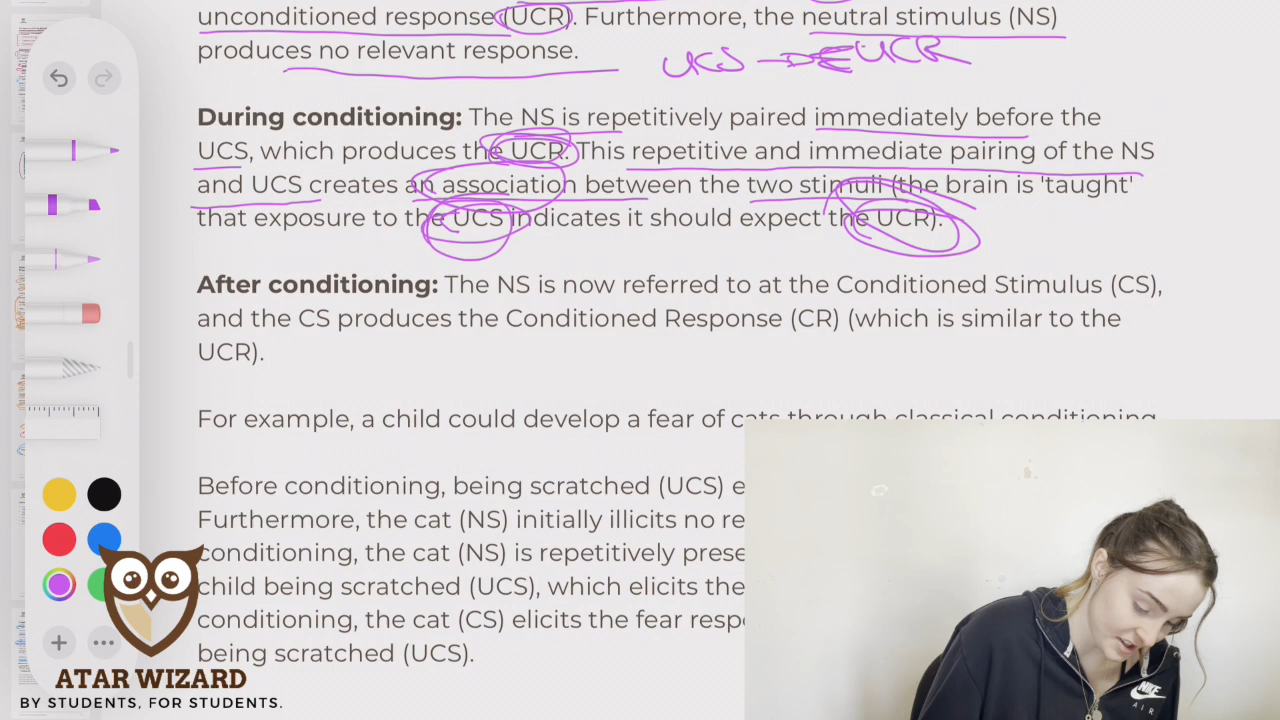 unconditioned response (UCR). Furthermore, the neutral stimulus (NS)
produces no relevant response.
UCS → UCR
During conditioning: The NS is repetitively paired immediately before the
UCS, which produces the UCR. This repetitive and immediate pairing of the NS
and UCS creates an association between the two stimuli (the brain is 'taught'
that exposure to the UCS indicates it should expect the UCR).
After conditioning: The NS is now referred to at the Conditioned Stimulus (CS),
and the CS produces the Conditioned Response (CR) (which is similar to the
UCR).
For example, a child could develop a fear of cats through classical conditioning
Before conditioning, being scratched (UCS) e
Furthermore, the cat (NS) initially illicits no re
conditioning, the cat (NS) is repetitively prese
child being scratched (UCS), which elicits the
conditioning, the cat (CS) elicits the fear resp
being scratched (UCS).
ATAR WIZARD
BY STUDENTS, FOR STUDENTS.
NIKE
AIR